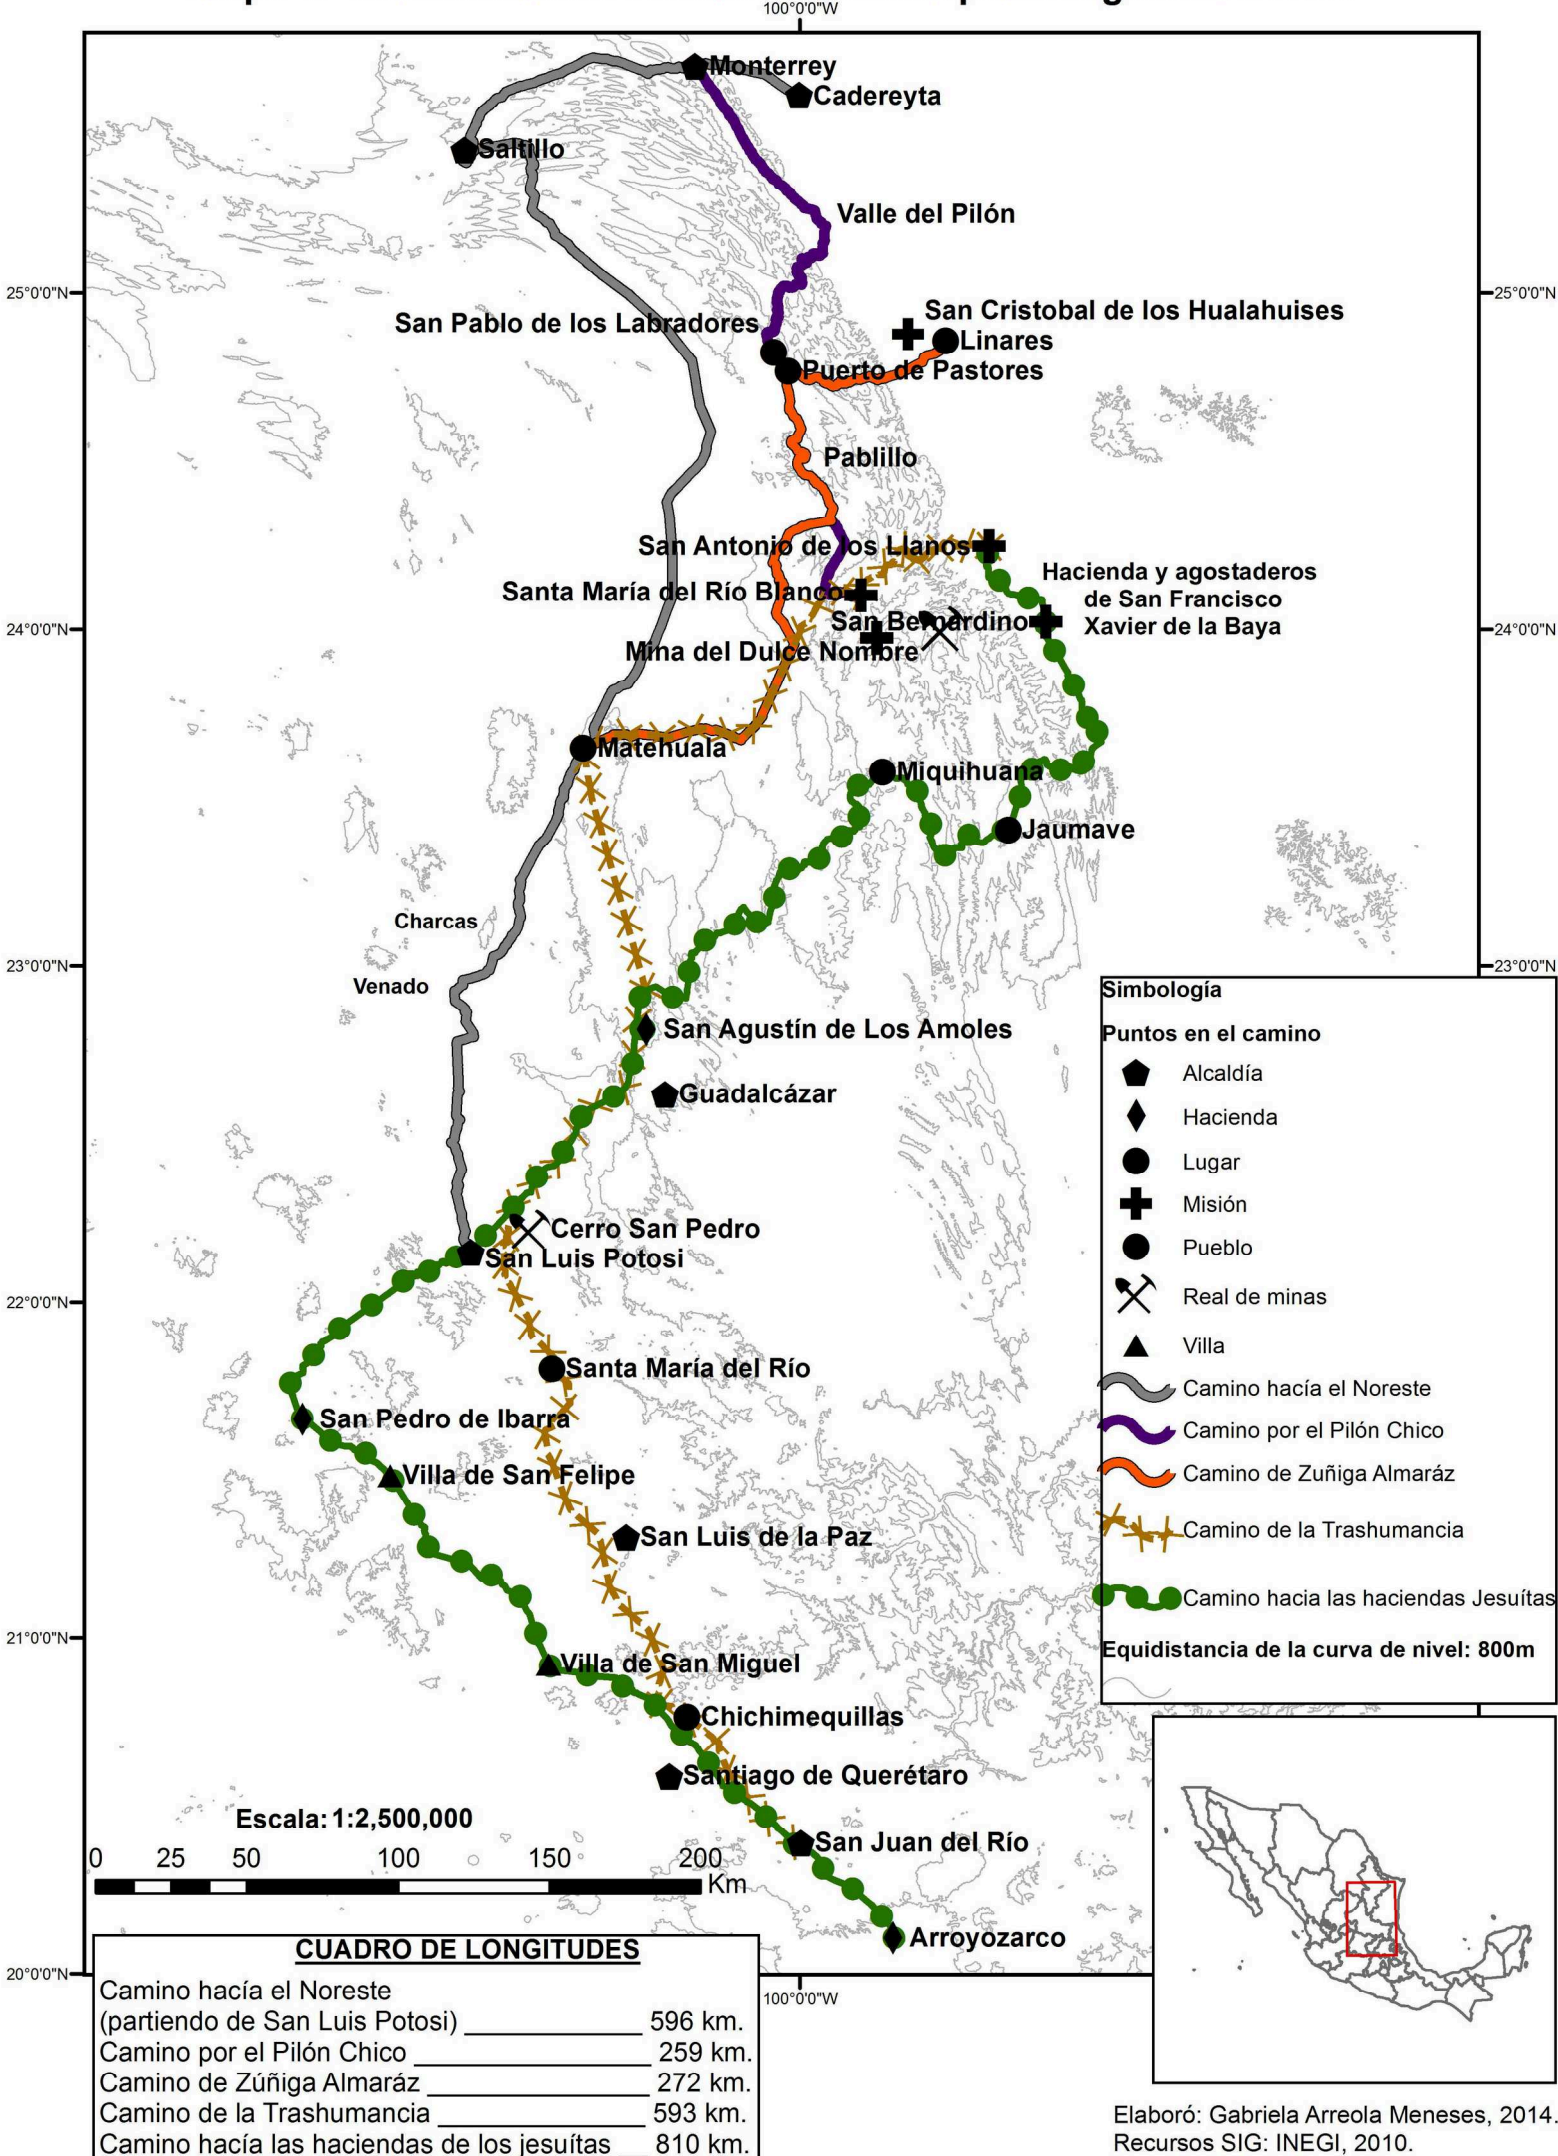 100°0'0"W
Monterrey
Cadereyta
Saltillo
Valle del Pilón
25°0'0"N
25°0'0"N
San Cristobal de los Hualahuises
San Pablo de los Labradores
Linares
Puerto de Pastores
Pablillo
San Antonio de los Llanos
Hacienda y agostaderos
de San Francisco
Xavier de la Baya
Santa María del Río Blanco
San Bernardino
24°0'0"N
24°0'0"N
Mina del Dulce Nombre
Matehuala
Miquihuana
Jaumave
Charcas
23°0'0"N
23°0'0"N
Venado
San Agustín de Los Amoles
Guadalcázar
Cerro San Pedro
San Luis Potosi
22°0'0"N
Santa María del Río
San Pedro de Ibarra
Villa de San Felipe
San Luis de la Paz
21°0'0"N
Villa de San Miguel
Chichimequillas
Santiago de Querétaro
San Juan del Río
Arroyozarco
20°0'0"N
100°0'0"W
Simbología
Puntos en el camino
Alcaldía
Hacienda
Lugar
Misión
Pueblo
Real de minas
Villa
Camino hacía el Noreste
Camino por el Pilón Chico
Camino de Zuñiga Almaráz
Camino de la Trashumancia
Camino hacia las haciendas Jesuítas
Equidistancia de la curva de nivel: 800m
Escala: 1:2,500,000
0 25 50 100 150 200
Km
CUADRO DE LONGITUDES
Camino hacía el Noreste
(partiendo de San Luis Potosi) ____________ 596 km.
Camino por el Pilón Chico ________________ 259 km.
Camino de Zúñiga Almaráz _______________ 272 km.
Camino de la Trashumancia ______________ 593 km.
Camino hacía las haciendas de los jesuítas __ 810 km.
Elaboró: Gabriela Arreola Meneses, 2014.
Recursos SIG: INEGI, 2010.